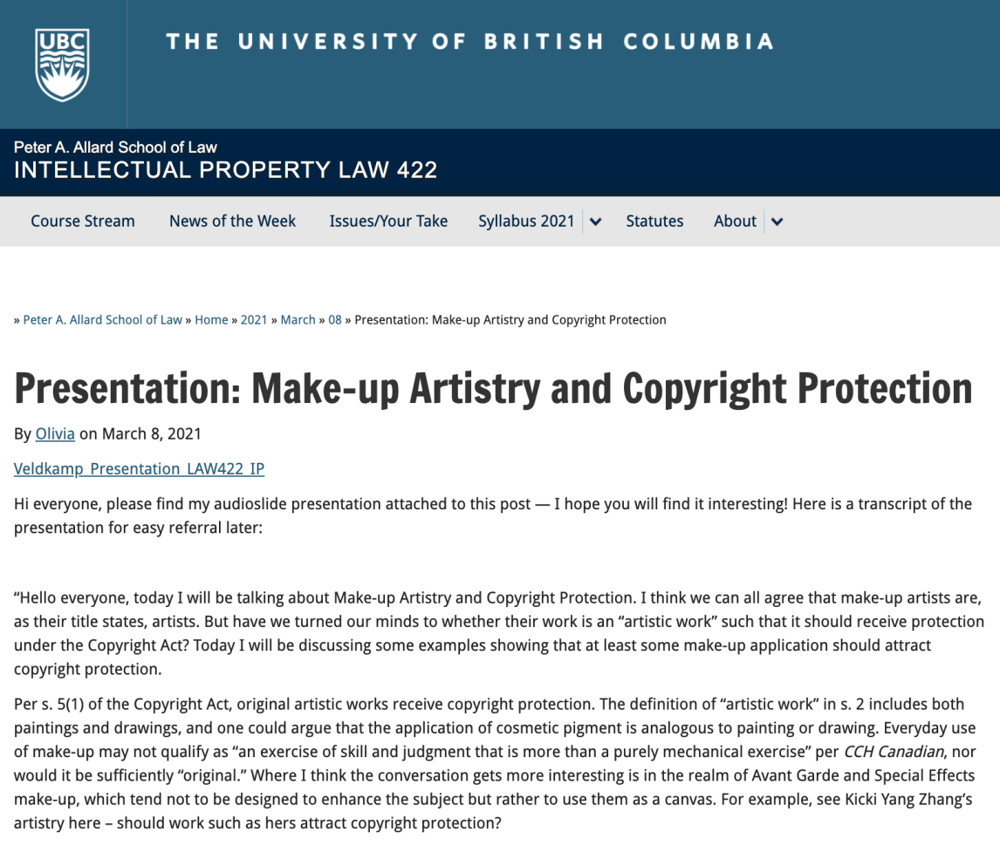 UBC
THE UNIVERSITY OF BRITISH COLUMBIA
Peter A. Allard School of Law
INTELLECTUAL PROPERTY LAW 422
Course Stream News of the Week Issues/Your Take Syllabus 2021 Statutes About
» Peter A. Allard School of Law » Home » 2021 » March » 08 » Presentation: Make-up Artistry and Copyright Protection
Presentation: Make-up Artistry and Copyright Protection
By Olivia on March 8, 2021
Veldkamp_Presentation_LAW422_IP
Hi everyone, please find my audioslide presentation attached to this post — I hope you will find it interesting! Here is a transcript of the
presentation for easy referral later:
“Hello everyone, today I will be talking about Make-up Artistry and Copyright Protection. I think we can all agree that make-up artists are,
as their title states, artists. But have we turned our minds to whether their work is an “artistic work” such that it should receive protection
under the Copyright Act? Today I will be discussing some examples showing that at least some make-up application should attract
copyright protection.
Per s. 5(1) of the Copyright Act, original artistic works receive copyright protection. The definition of “artistic work” in s. 2 includes both
paintings and drawings, and one could argue that the application of cosmetic pigment is analogous to painting or drawing. Everyday use
of make-up may not qualify as “an exercise of skill and judgment that is more than a purely mechanical exercise” per CCH Canadian, nor
would it be sufficiently “original.” Where I think the conversation gets more interesting is in the realm of Avant Garde and Special Effects
make-up, which tend not to be designed to enhance the subject but rather to use them as a canvas. For example, see Kicki Yang Zhang’s
artistry here – should work such as hers attract copyright protection?